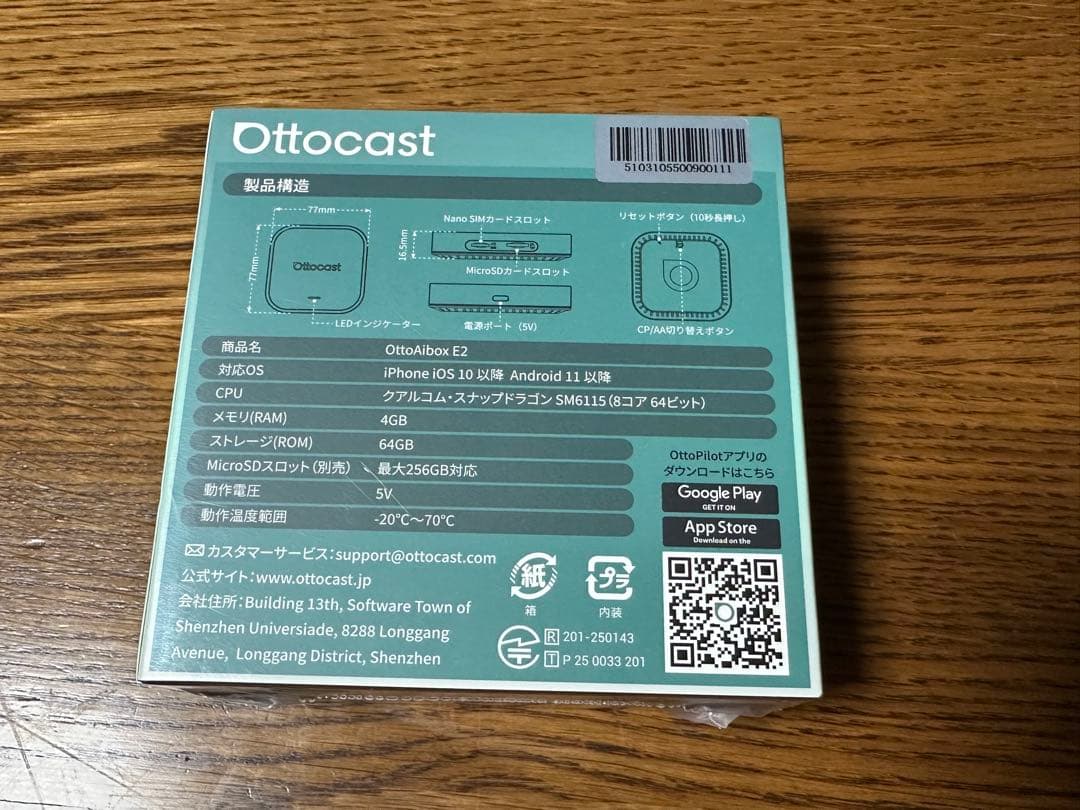 Ottocast
5103105500900111
製品構造
77mm
77mm
Ottocast
LEDインジケーター
Nano SIMカードスロット
16.5mm
MicroSDカードスロット
電源ポート（5V）
リセットボタン（10秒長押し）
CP/AA切り替えボタン
商品名 OttoAibox E2
対応OS iPhone iOS 10 以降 Android 11 以降
CPU クアルコム・スナップドラゴン SM6115（8コア 64ビット）
メモリ(RAM) 4GB
ストレージ(ROM) 64GB
MicroSDスロット（別売） 最大256GB対応
動作電圧 5V
動作温度範囲 -20℃〜70℃
OttoPilotアプリの
ダウンロードはこちら
Google Play
GET IT ON
App Store
Download on the
カスタマーサービス：support@ottocast.com
公式サイト：www.ottocast.jp
会社住所：Building 13th, Software Town of
Shenzhen Universiade, 8288 Longgang
Avenue, Longgang District, Shenzhen
紙
箱
プラ
内装
R 201-250143
T P 25 0033 201